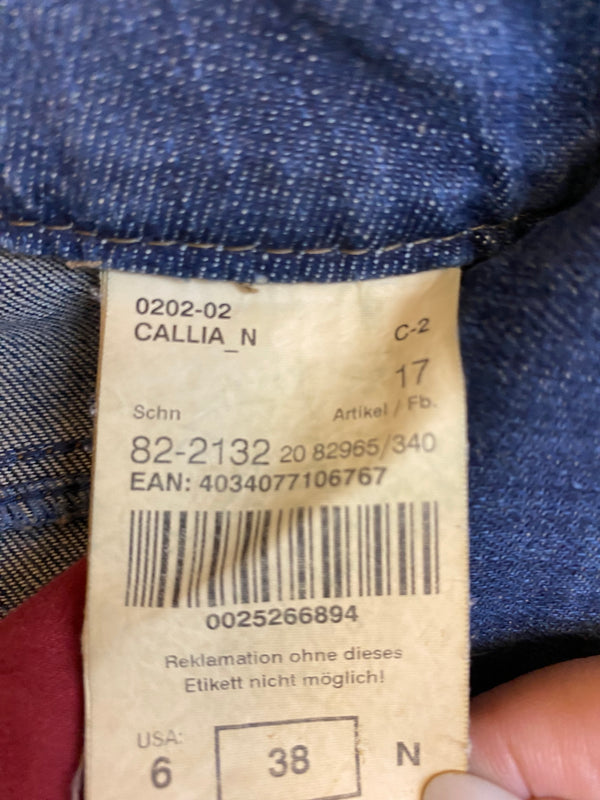 0202-02
CALLIA_N
C-2
17
Schn Artikel / Fb.
82-2132 20 82965/340
EAN: 4034077106767
0025266894
Reklamation ohne dieses
Etikett nicht möglich!
USA:
6 38 N